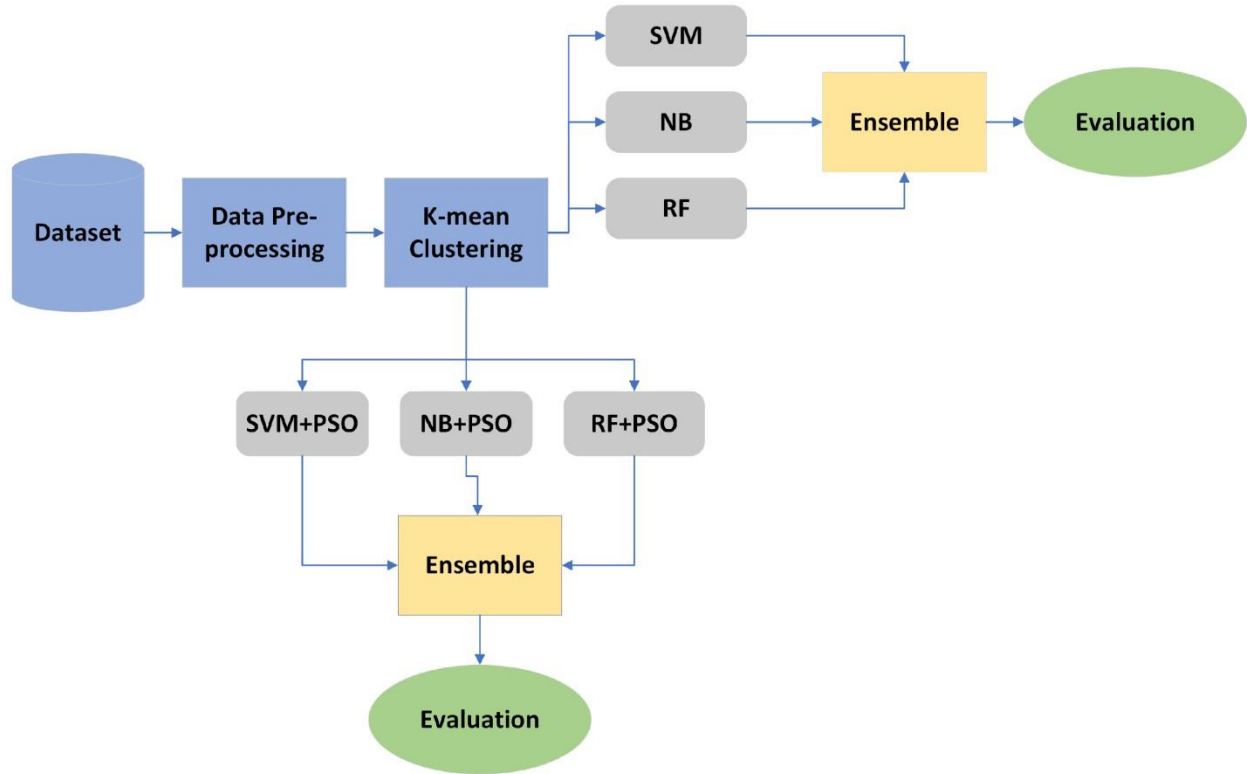 SVM
NB
RF
Ensemble
Evaluation
Dataset
Data Pre-
processing
K-mean
Clustering
SVM+PSO
NB+PSO
RF+PSO
Ensemble
Evaluation